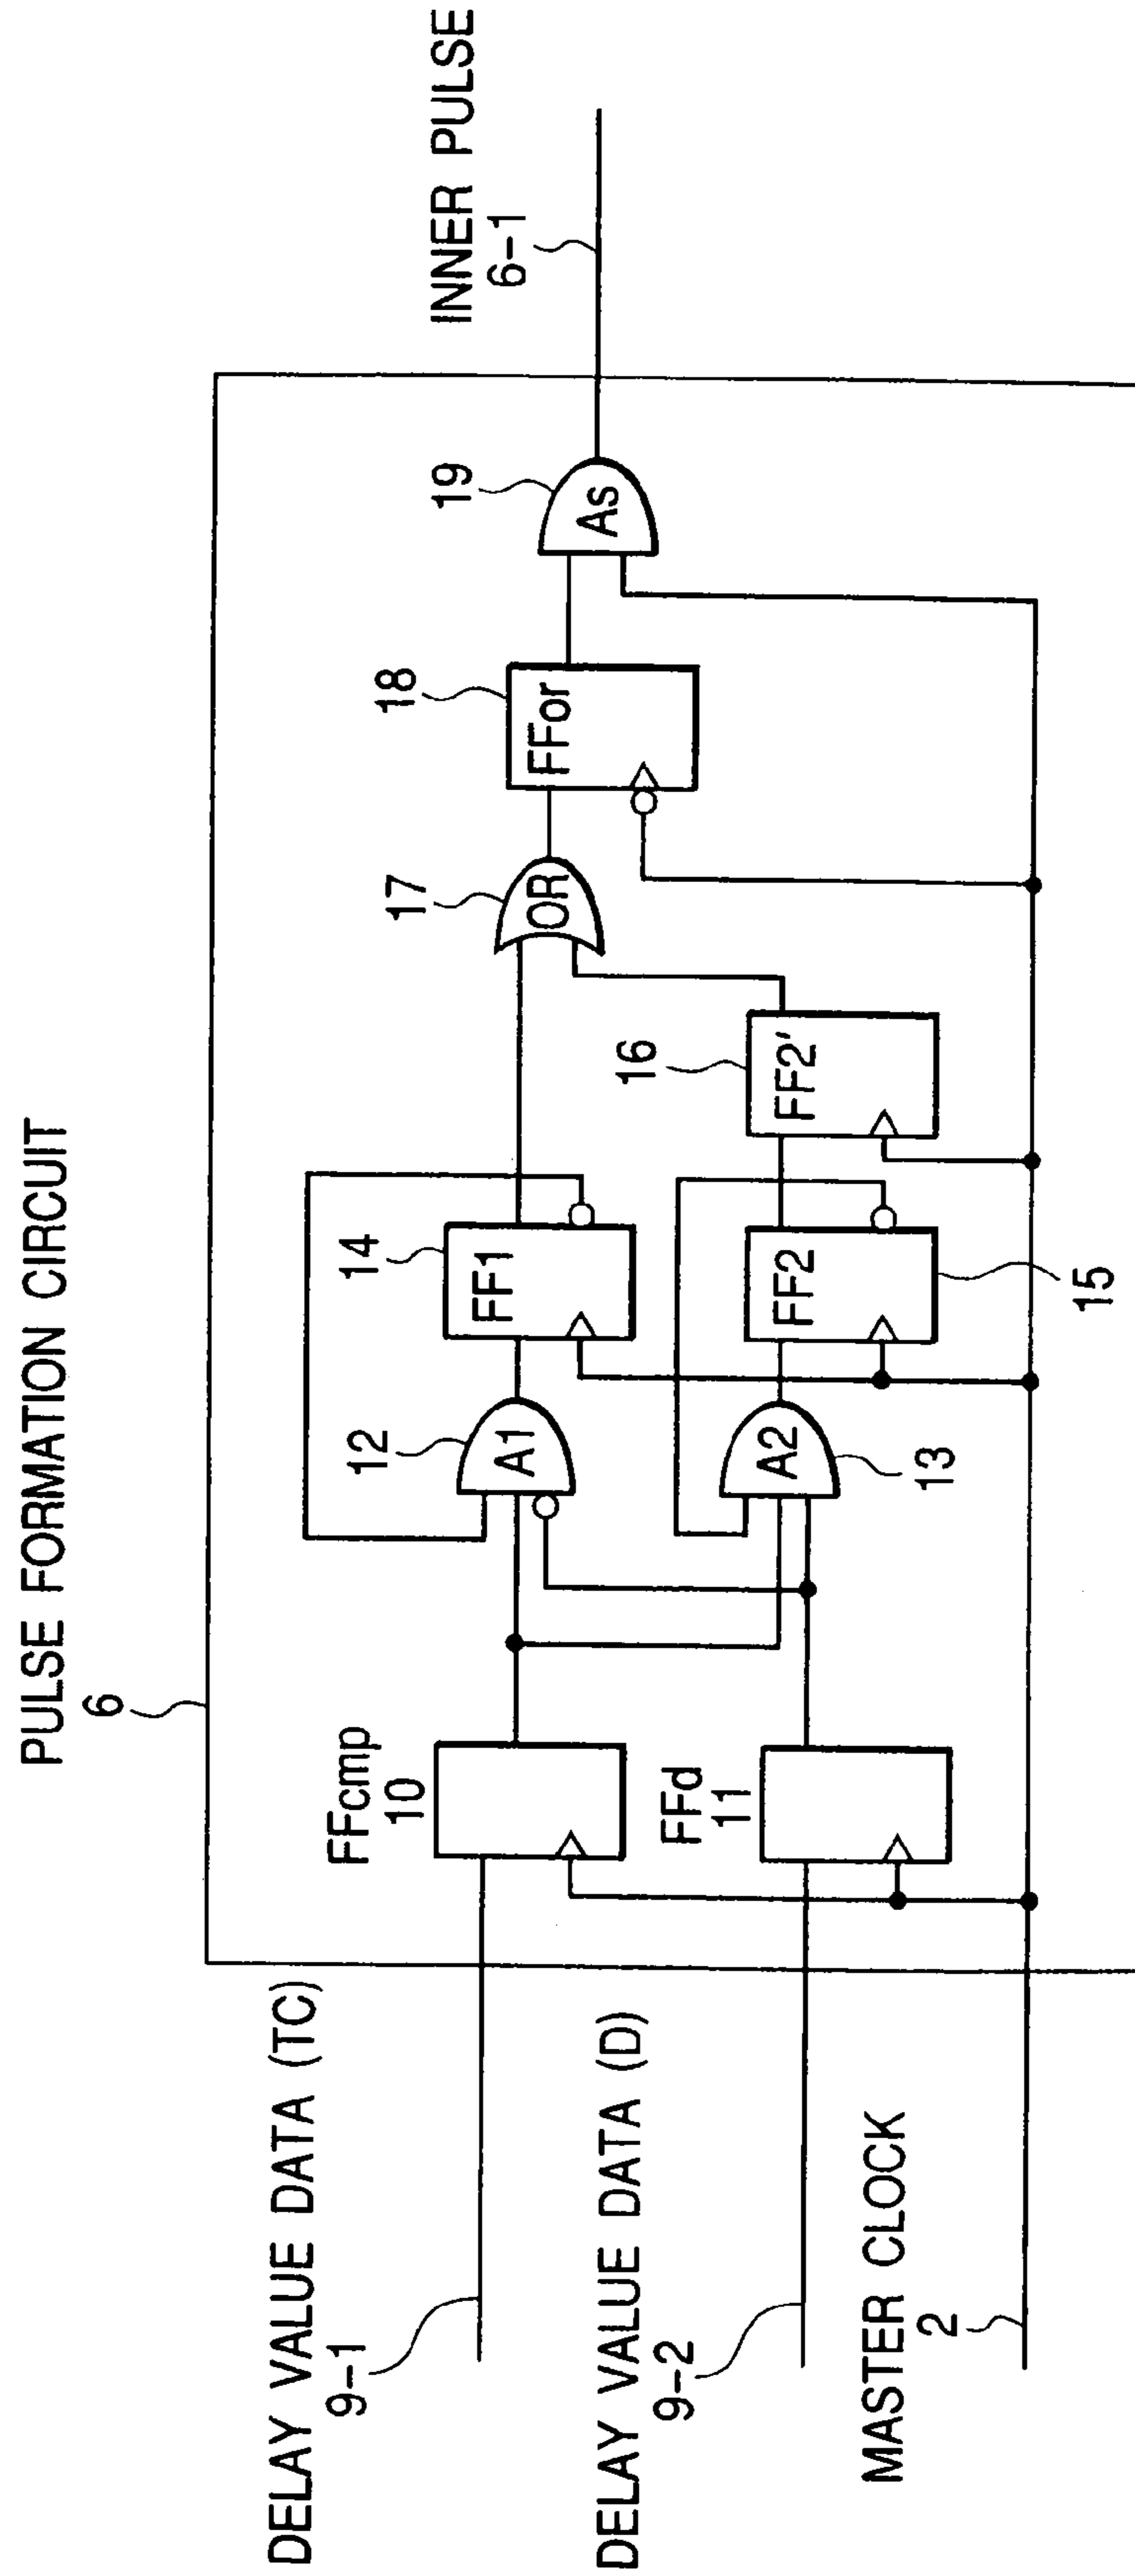 PULSE FORMATION CIRCUIT
6
INNER PULSE
6-1
DELAY VALUE DATA (TC)
9-1
FFcmp
10
12
A1
14
FF1
17
OR
18
FFor
19
As
DELAY VALUE DATA (D)
9-2
FFd
11
A2
13
FF2
15
16
FF2'
MASTER CLOCK
2